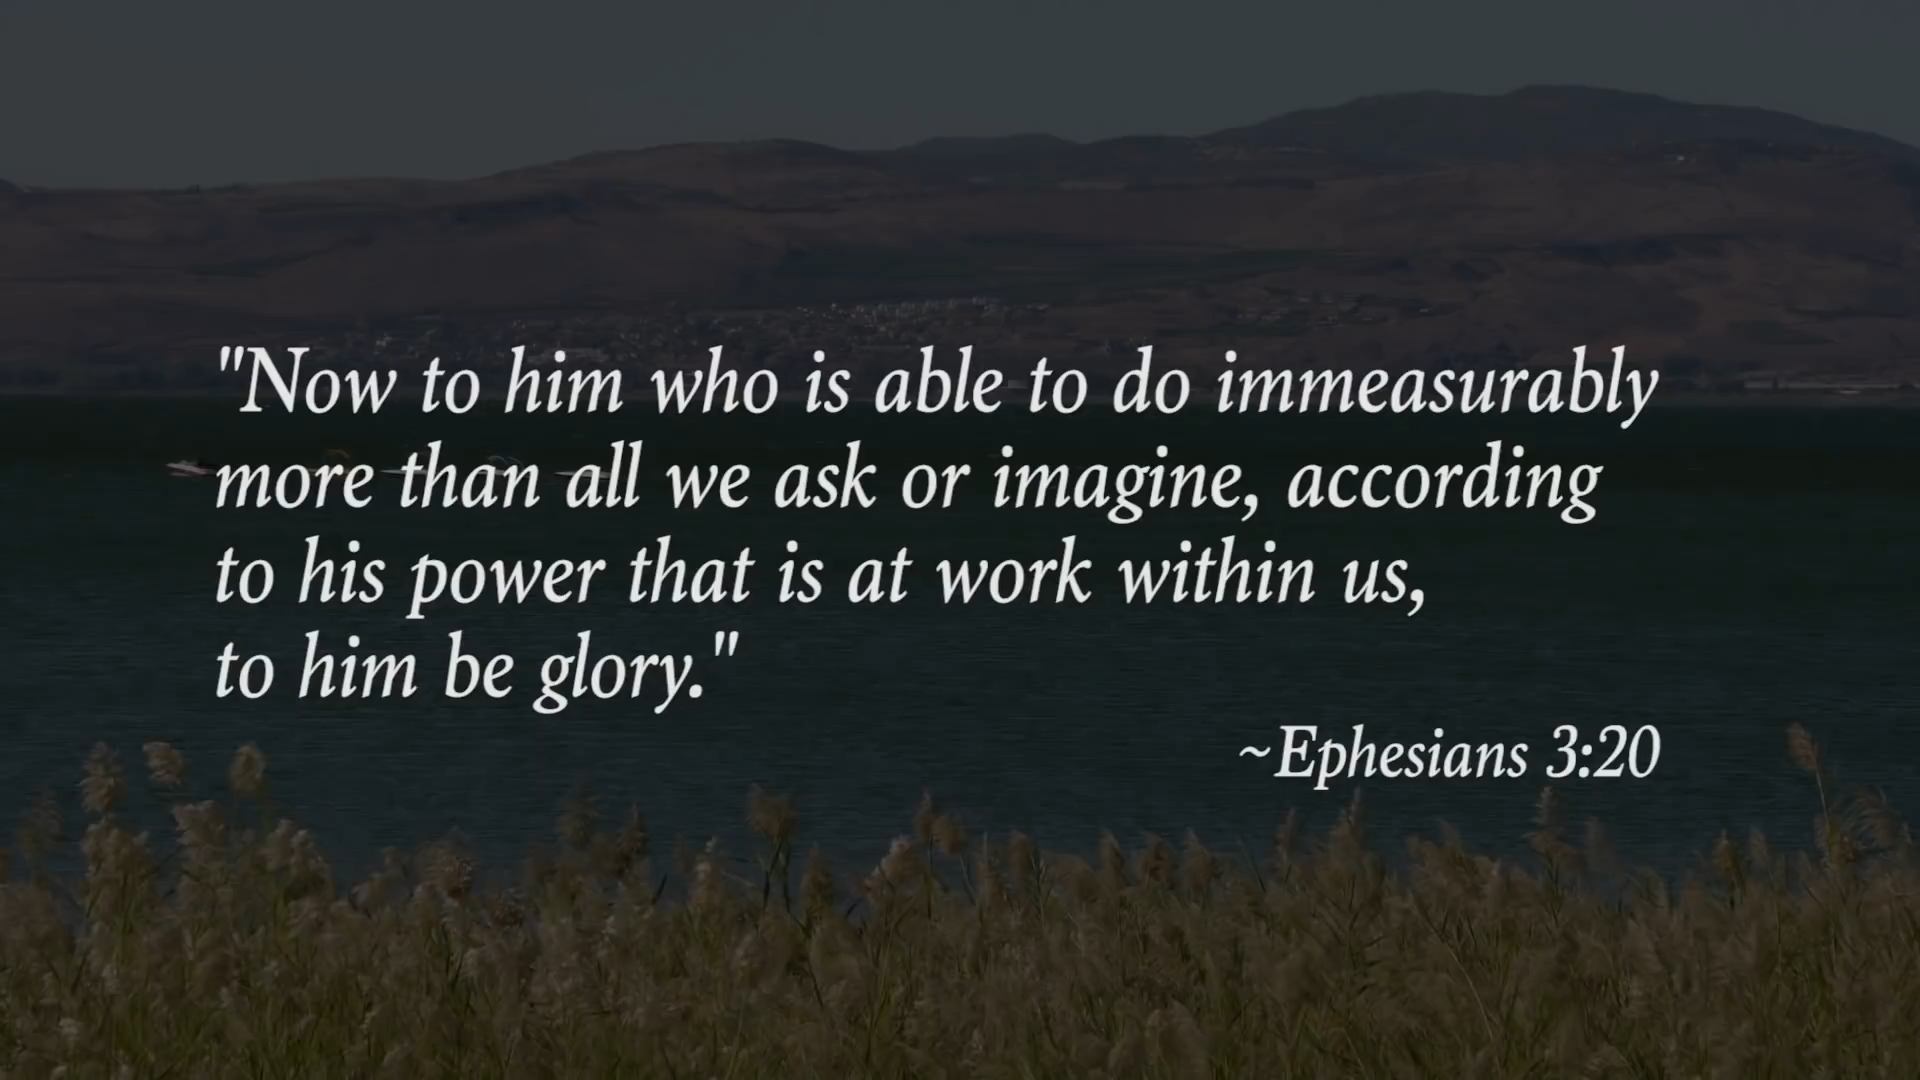 "Now to him who is able to do immeasurably
more than all we ask or imagine, according
to his power that is at work within us,
to him be glory."
~Ephesians 3:20